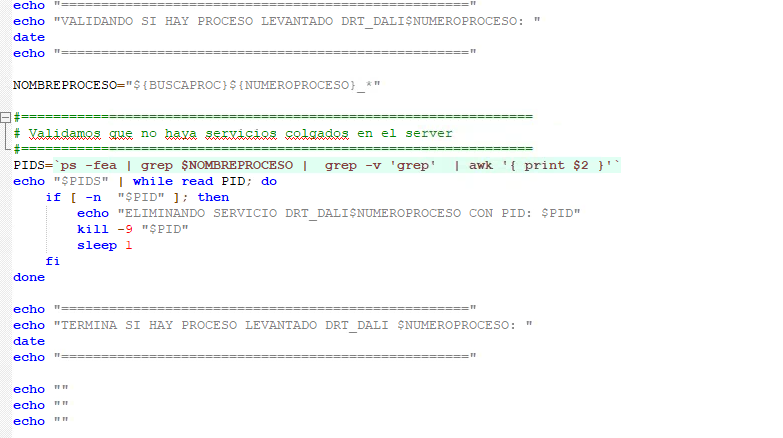 echo "==================================================="
echo "VALIDANDO SI HAY PROCESO LEVANTADO DRT_DALI$NUMEROPROCESO: "
date
echo "==================================================="
NOMBREPROCESO="${BUSCAPROC}${NUMEROPROCESO}_*"
#================================================================
# Validamos que no haya servicios colgados en el server
#================================================================
PIDS=`ps -fea | grep $NOMBREPROCESO |  grep -v 'grep'  | awk '{ print $2 }'`
echo "$PIDS" | while read PID; do
    if [ -n  "$PID" ]; then
        echo "ELIMINANDO SERVICIO DRT_DALI$NUMEROPROCESO CON PID: $PID"
        kill -9 "$PID"
        sleep 1
    fi
done
echo "==================================================="
echo "TERMINA SI HAY PROCESO LEVANTADO DRT_DALI $NUMEROPROCESO: "
date
echo "==================================================="
echo ""
echo ""
echo ""